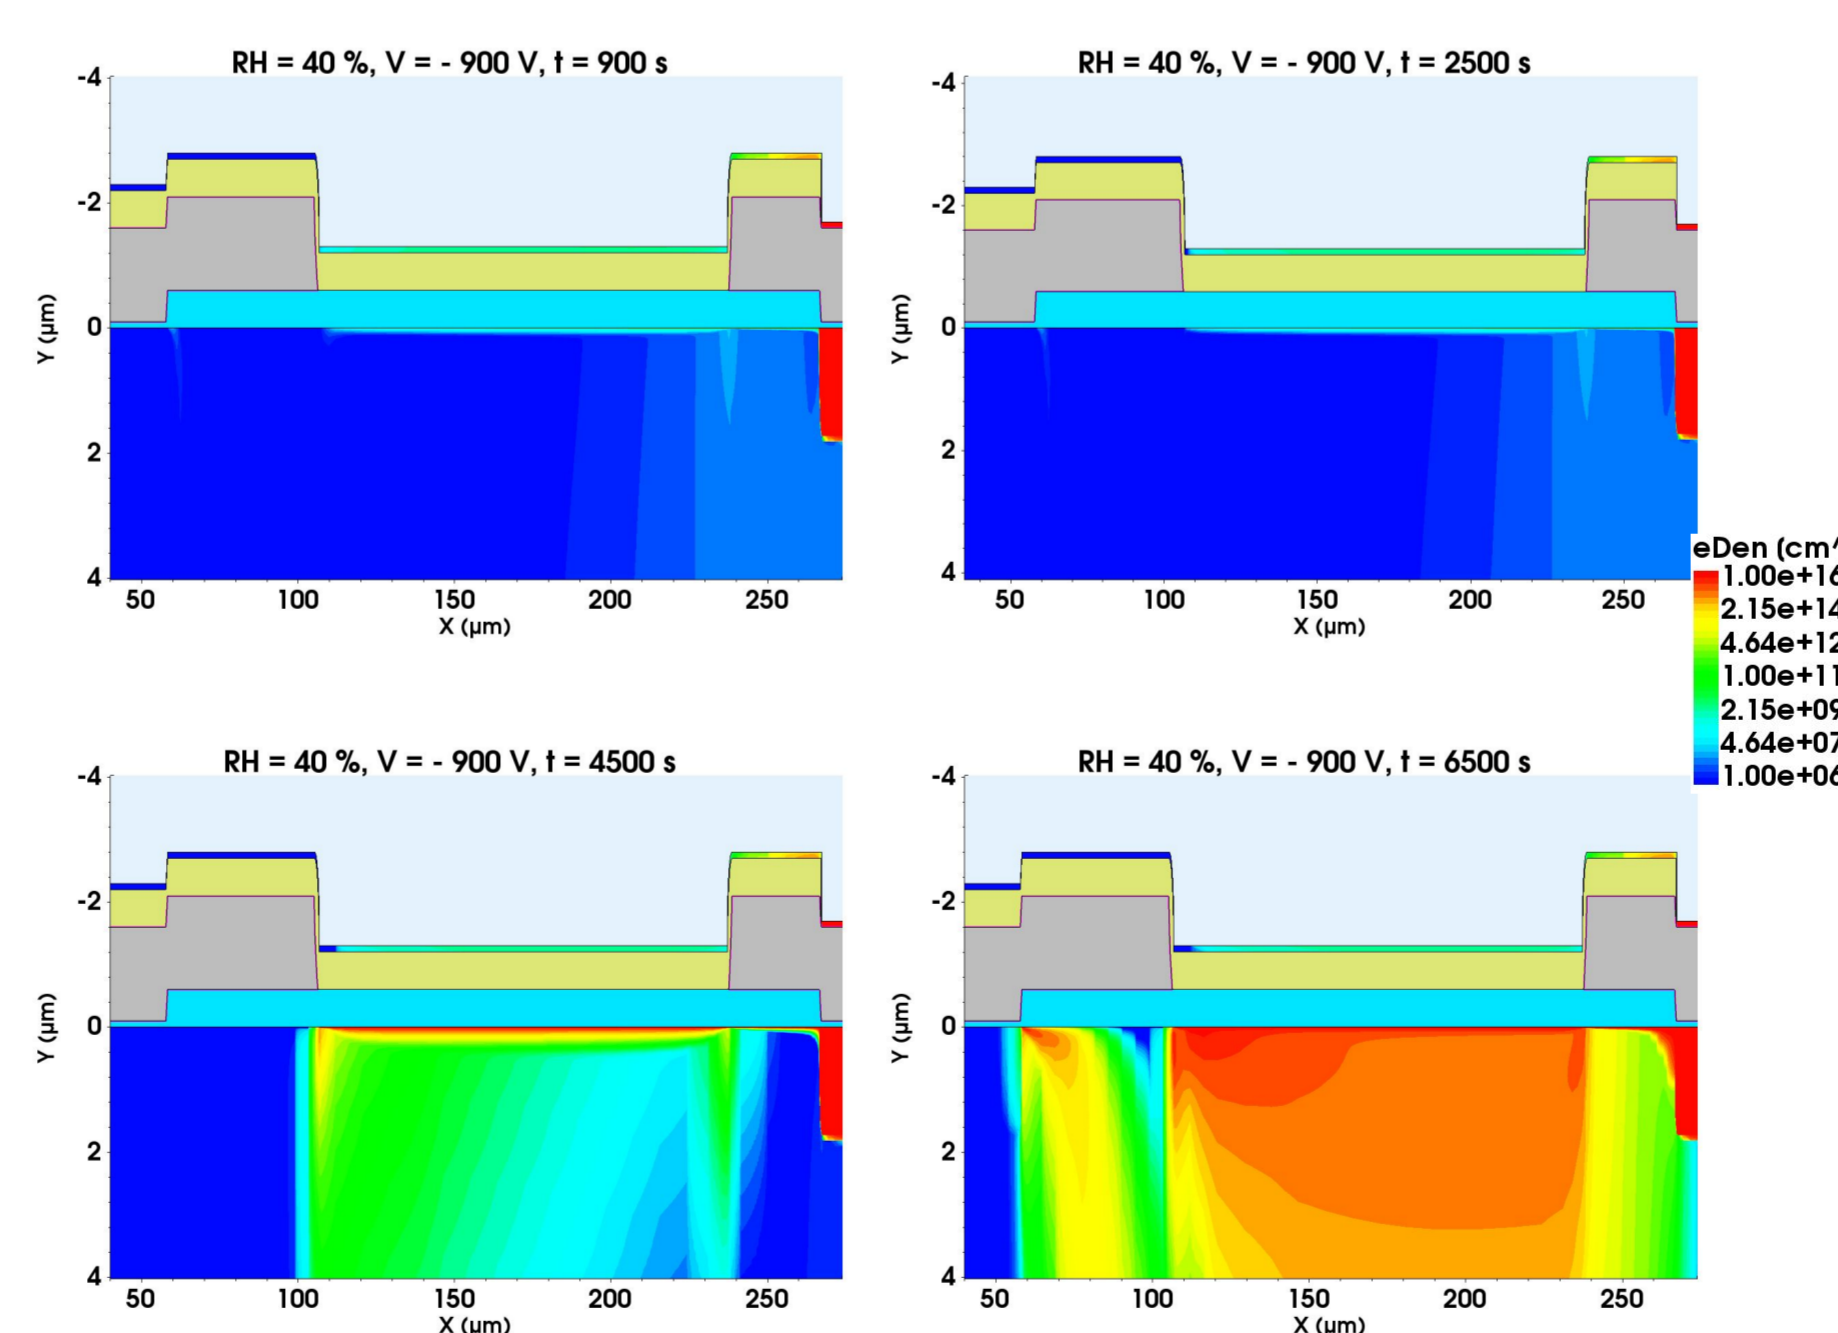 RH = 40 %, V = - 900 V, t = 900 s
-4
-2
0
2
4
Y (µm)
50 100 150 200 250
X (µm)
RH = 40 %, V = - 900 V, t = 2500 s
-4
-2
0
2
4
Y (µm)
50 100 150 200 250
X (µm)
eDen (cm^
1.00e+16
2.15e+14
4.64e+12
1.00e+11
2.15e+09
4.64e+07
1.00e+06
RH = 40 %, V = - 900 V, t = 4500 s
-4
-2
0
2
4
Y (µm)
50 100 150 200 250
X (µm)
RH = 40 %, V = - 900 V, t = 6500 s
-4
-2
0
2
4
Y (µm)
50 100 150 200 250
X (µm)